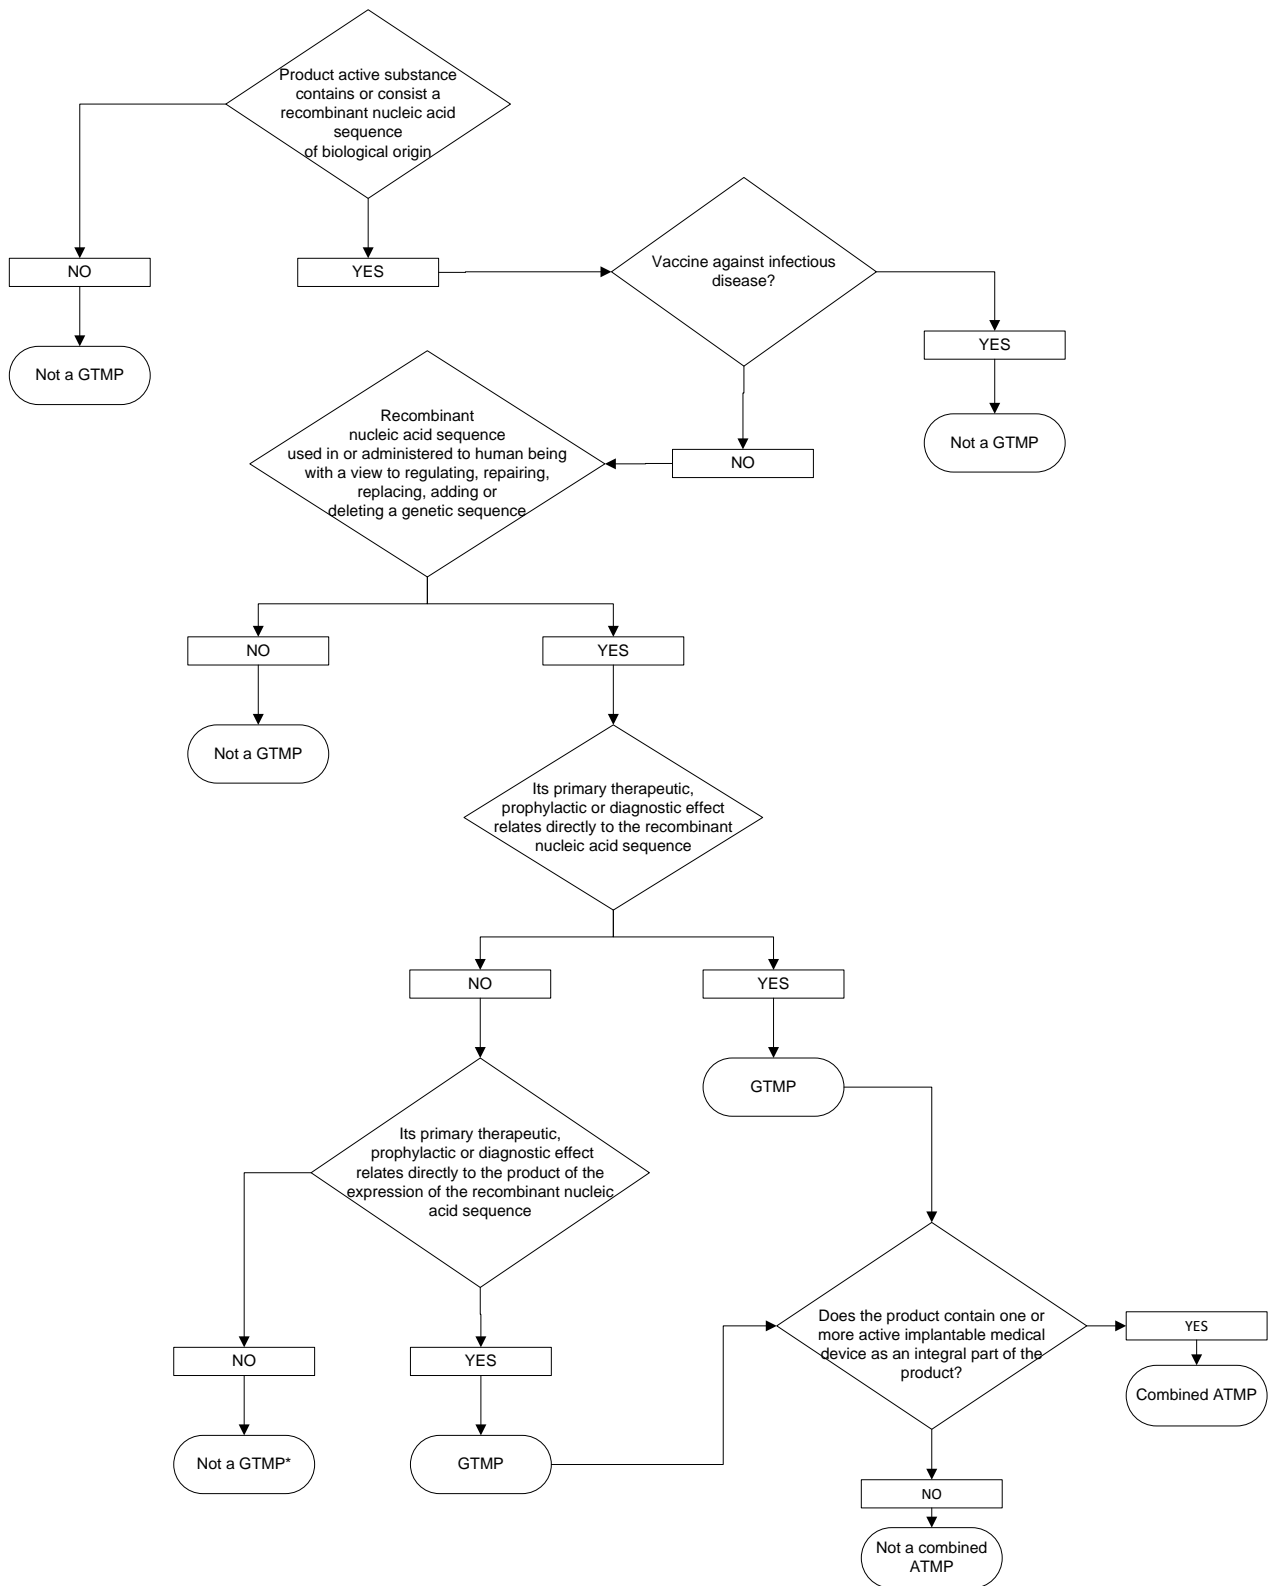 Product active substance
contains or consist a
recombinant nucleic acid
sequence
of biological origin
NO
YES
Vaccine against infectious
disease?
YES
Not a GTMP
Not a GTMP
NO
Recombinant
nucleic acid sequence
used in or administered to human being
with a view to regulating, repairing,
replacing, adding or
deleting a genetic sequence
NO
YES
Not a GTMP
Its primary therapeutic,
prophylactic or diagnostic effect
relates directly to the recombinant
nucleic acid sequence
NO
YES
GTMP
Its primary therapeutic,
prophylactic or diagnostic effect
relates directly to the product of the
expression of the recombinant nucleic
acid sequence
NO
YES
Not a GTMP*
GTMP
Does the product contain one or
more active implantable medical
device as an integral part of the
product?
YES
Combined ATMP
NO
Not a combined
ATMP